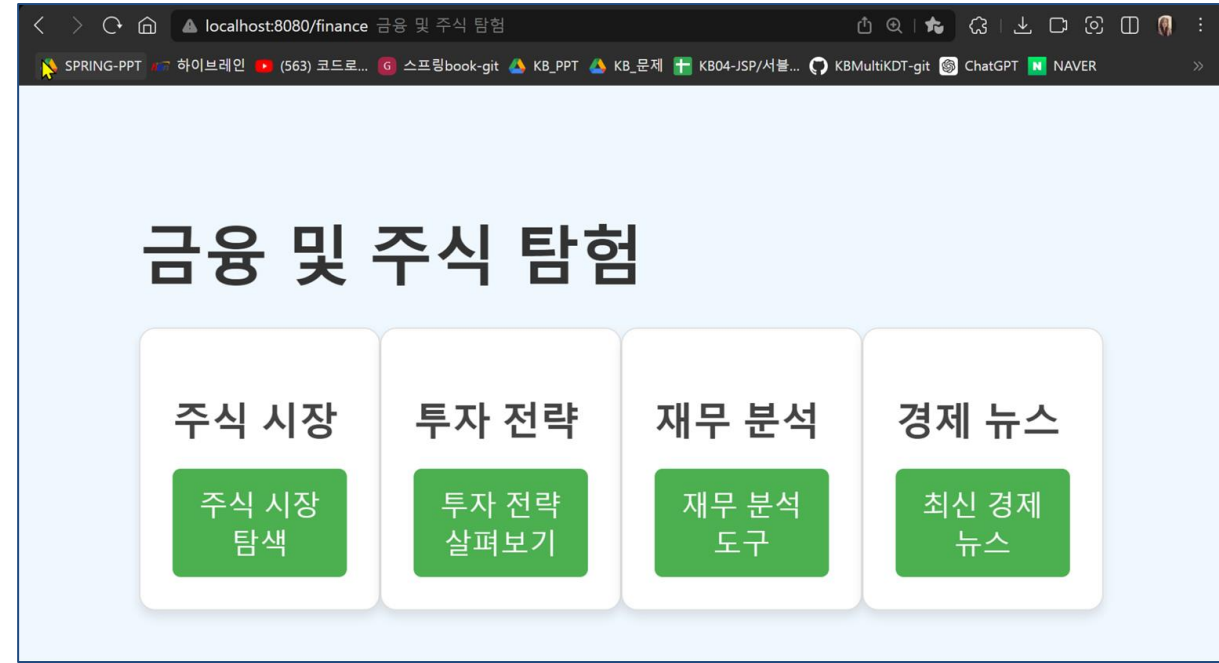 localhost:8080/finance 금융 및 주식 탐험
SPRING-PPT 하이브레인 (563) 코드로... 스프링book-git KB_PPT KB_문제 KB04-JSP/서블... KBMultiKDT-git ChatGPT NAVER
금융 및 주식 탐험
주식 시장
주식 시장
탐색
투자 전략
투자 전략
살펴보기
재무 분석
재무 분석
도구
경제 뉴스
최신 경제
뉴스